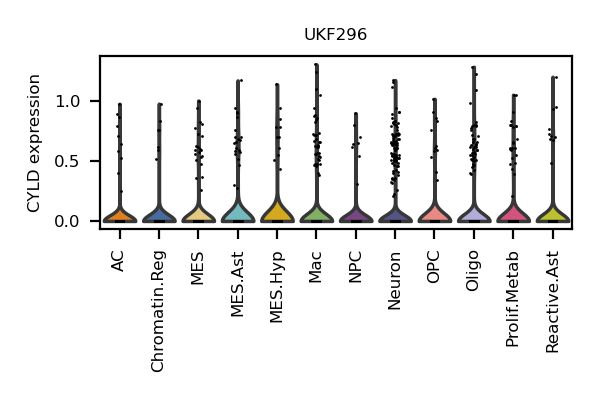 UKF296
CYLD expression
1.0
0.5
0.0
AC
Chromatin.Reg
MES
MES.Ast
MES.Hyp
Mac
NPC
Neuron
OPC
Oligo
Prolif.Metab
Reactive.Ast